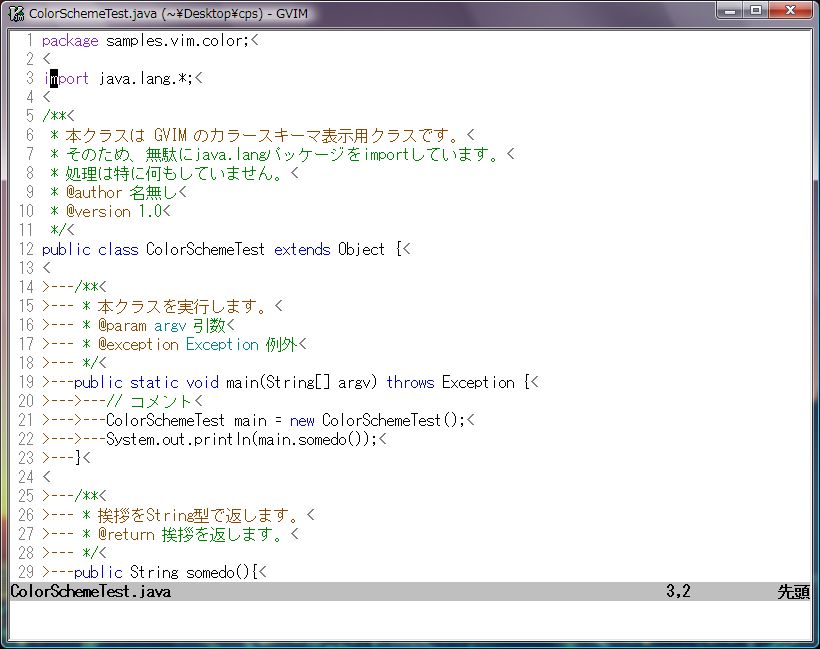 ColorSchemeTest.java (~¥Desktop¥cps) - GVIM
1 package samples.vim.color;<
2 <
3 import java.lang.*;<
4 <
5 /**<
6  * 本クラスは GVIM のカラースキーマ表示用クラスです。<
7  * そのため、無駄にjava.langパッケージをimportしています。<
8  * 処理は特に何もしていません。<
9  * @author 名無し<
10  * @version 1.0<
11  */<
12 public class ColorSchemeTest extends Object {<
13 <
14 >---/**<
15 >--- * 本クラスを実行します。<
16 >--- * @param argv 引数<
17 >--- * @exception Exception 例外<
18 >--- */<
19 >---public static void main(String[] argv) throws Exception {<
20 >--->---// コメント<
21 >--->---ColorSchemeTest main = new ColorSchemeTest();<
22 >--->---System.out.println(main.somedo());<
23 >---}<
24 <
25 >---/**<
26 >--- * 挨拶をString型で返します。<
27 >--- * @return 挨拶を返します。<
28 >--- */<
29 >---public String somedo(){<
ColorSchemeTest.java 3,2 先頭